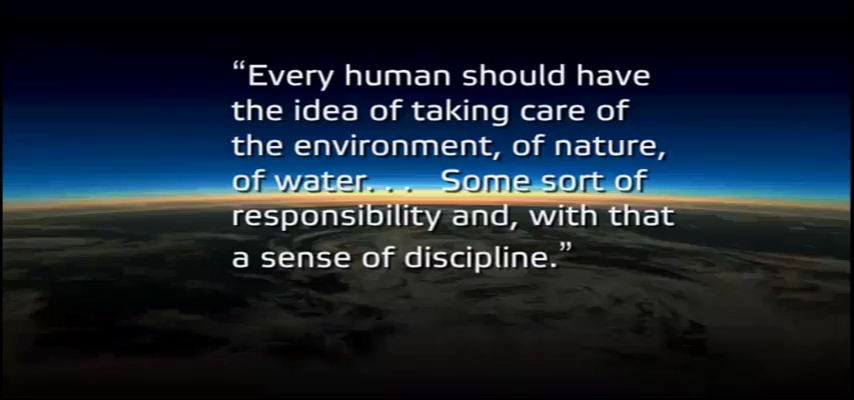 “Every human should have
the idea of taking care of
the environment, of nature,
of water. . .   Some sort of
responsibility and, with that
a sense of discipline.”